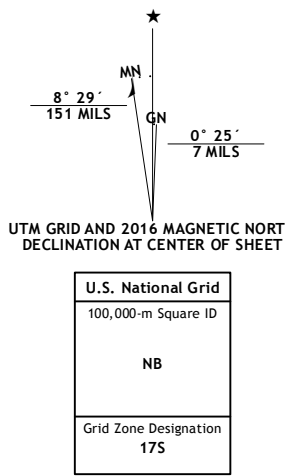 MN
GN
8° 29´
151 MILS
0° 25´
7 MILS
UTM GRID AND 2016 MAGNETIC NORT
DECLINATION AT CENTER OF SHEET
U.S. National Grid
100,000-m Square ID
NB
Grid Zone Designation
17S